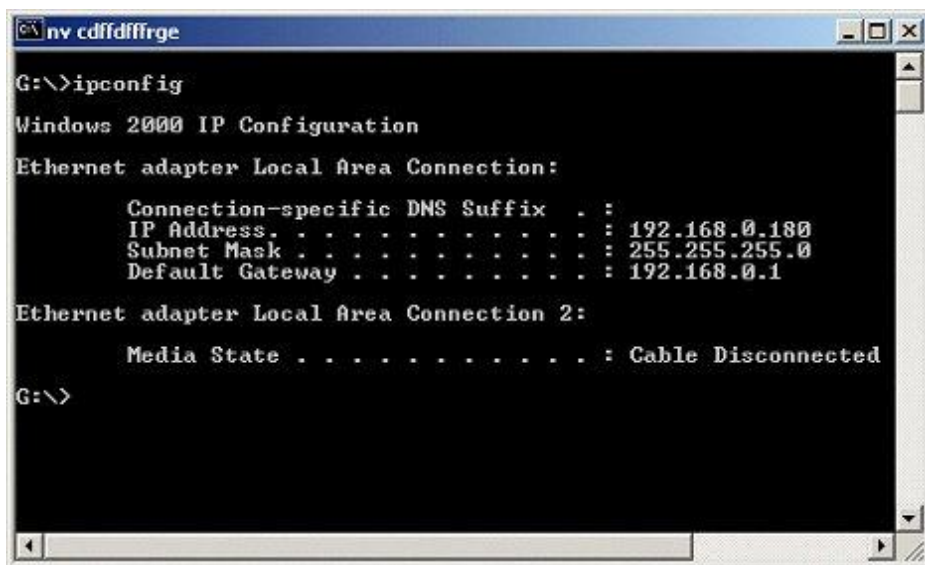 nv cdffdfffrge
G:\>ipconfig
Windows 2000 IP Configuration
Ethernet adapter Local Area Connection:
Connection-specific DNS Suffix . :
IP Address. . . . . . . . . . . . : 192.168.0.180
Subnet Mask . . . . . . . . . . . : 255.255.255.0
Default Gateway . . . . . . . . . : 192.168.0.1
Ethernet adapter Local Area Connection 2:
Media State . . . . . . . . . . . : Cable Disconnected
G:\>